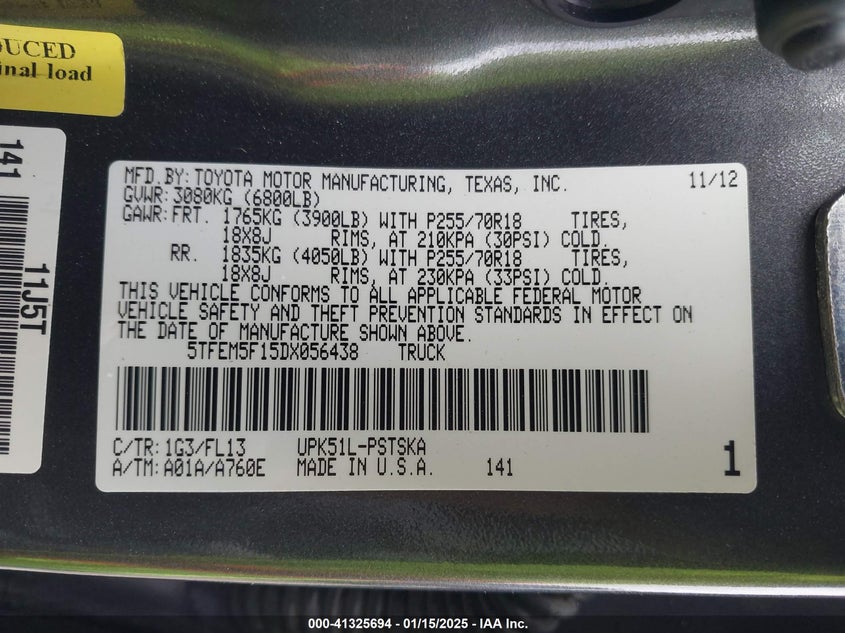 DUCED
inal load
141
11J5T
MFD.BY:TOYOTA MOTOR MANUFACTURING, TEXAS, INC. 11/12
GVWR:3080KG (6800LB)
GAWR:FRT. 1765KG (3900LB) WITH P255/70R18 TIRES,
18X8J RIMS, AT 210KPA (30PSI) COLD.
RR. 1835KG (4050LB) WITH P255/70R18 TIRES,
18X8J RIMS, AT 230KPA (33PSI) COLD.
THIS VEHICLE CONFORMS TO ALL APPLICABLE FEDERAL MOTOR
VEHICLE SAFETY AND THEFT PREVENTION STANDARDS IN EFFECT ON
THE DATE OF MANUFACTURE SHOWN ABOVE.
5TFEM5F15DX056438 TRUCK
C/TR:1G3/FL13 UPK51L-PSTSKA
A/TM:A01A/A760E MADE IN U.S.A. 141 1
000-41325694 - 01/15/2025 - IAA Inc.